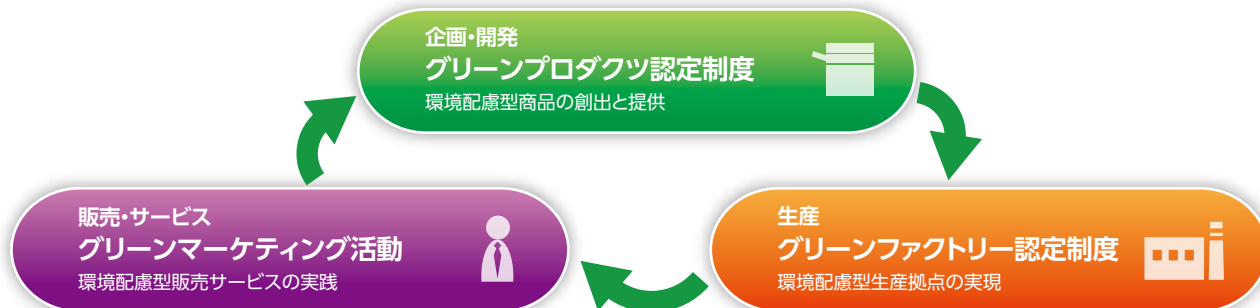 企画・開発
グリーンプロダクツ認定制度
環境配慮型商品の創出と提供
販売・サービス
グリーンマーケティング活動
環境配慮型販売サービスの実践
生産
グリーンファクトリー認定制度
環境配慮型生産拠点の実現